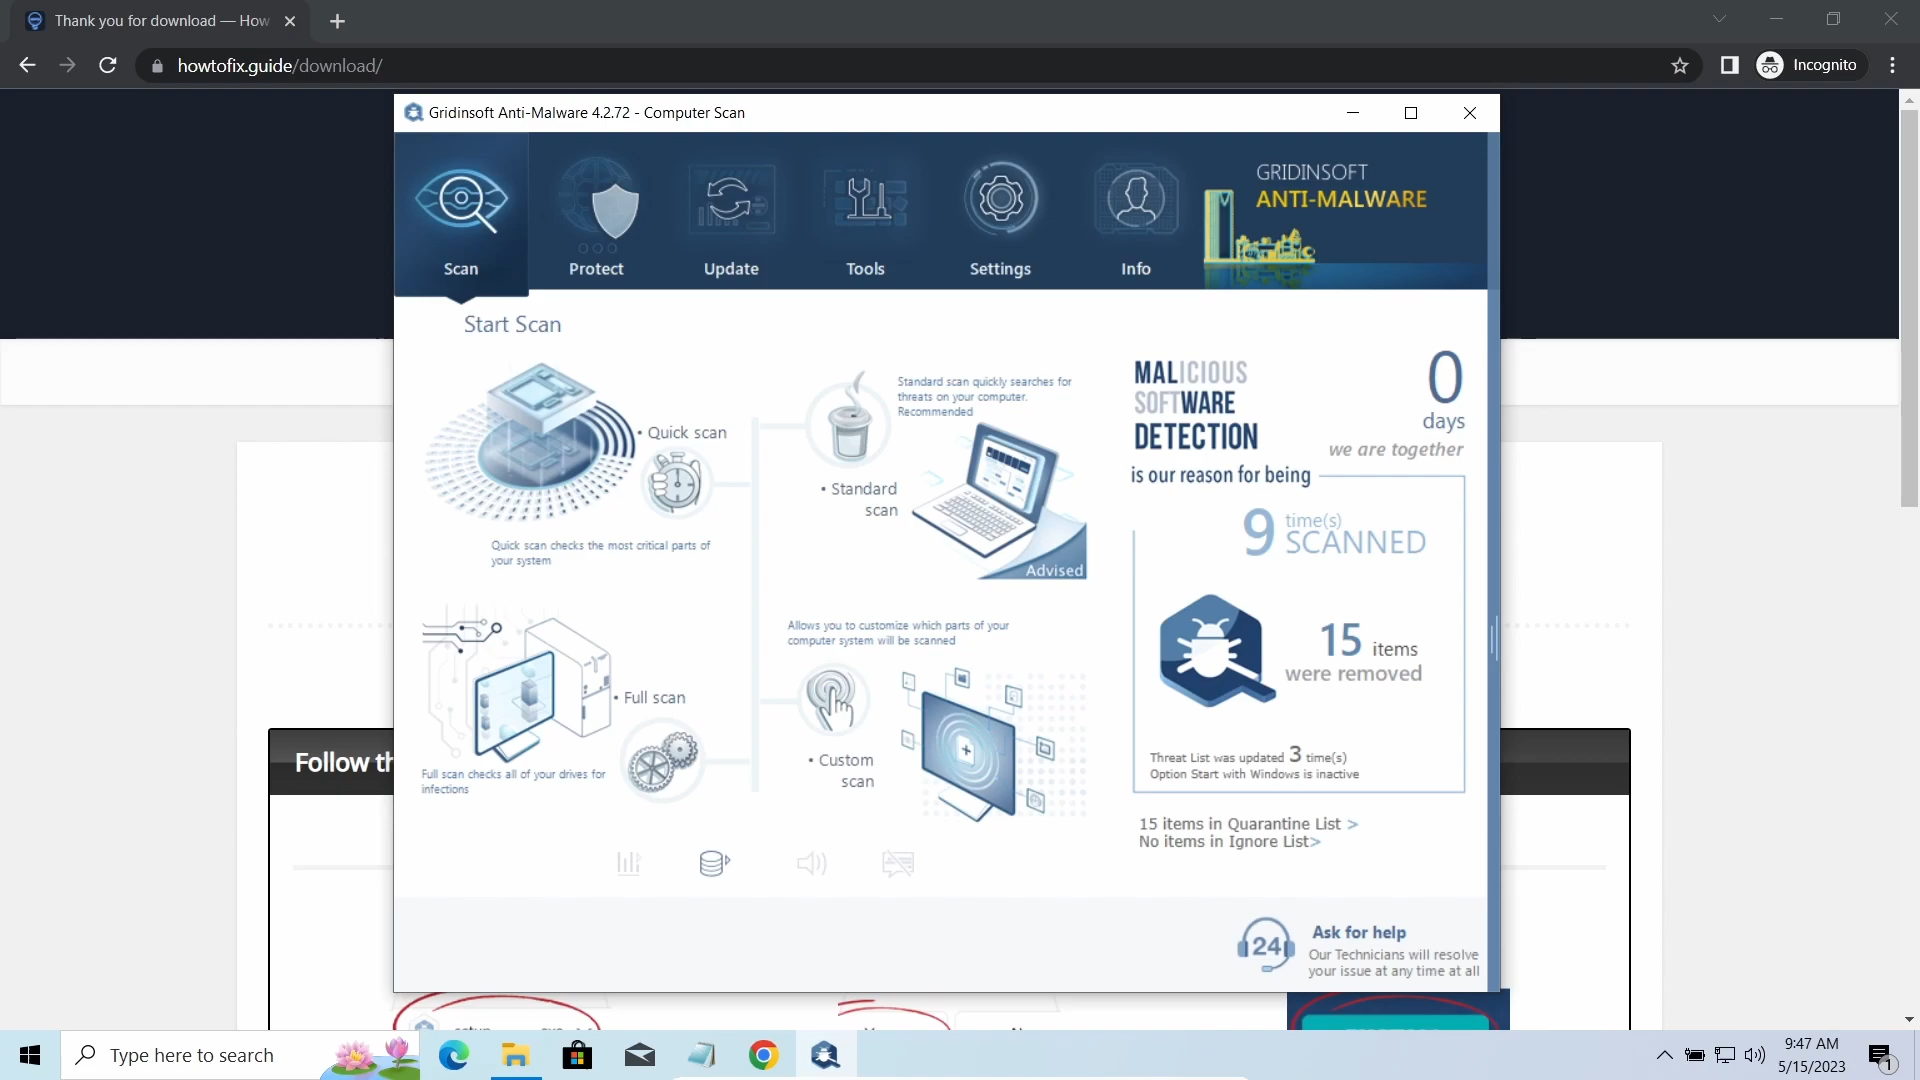 Thank you for download — How
howtofix.guide/download/
Incognito
Gridinsoft Anti-Malware 4.2.72 - Computer Scan
Scan
Protect
Update
Tools
Settings
Info
GRIDINSOFT
ANTI-MALWARE
Start Scan
• Quick scan
Quick scan checks the most critical parts of
your system
Standard scan quickly searches for
threats on your computer.
Recommended
• Standard
scan
Advised
• Full scan
Full scan checks all of your drives for
infections
Allows you to customize which parts of your
computer system will be scanned
• Custom
scan
MALICIOUS
SOFTWARE
DETECTION
is our reason for being
0
days
we are together
9 time(s)
SCANNED
15 items
were removed
Threat List was updated 3 time(s)
Option Start with Windows is inactive
15 items in Quarantine List >
No items in Ignore List>
24
Ask for help
Our Technicians will resolve
your issue at any time at all
Follow th
Type here to search
9:47 AM
5/15/2023
1